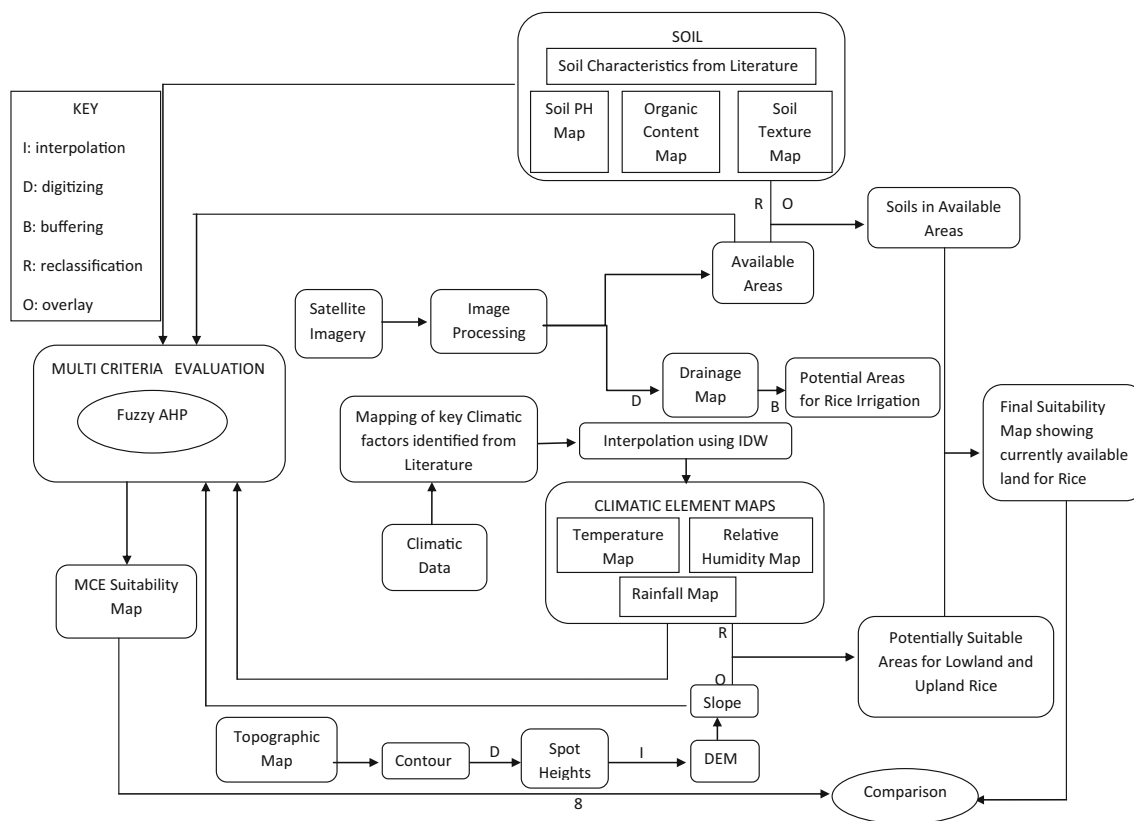 SOIL
Soil Characteristics from Literature
Soil PH
Map
Organic
Content
Map
Soil
Texture
Map
KEY
I: interpolation
D: digitizing
B: buffering
R: reclassification
O: overlay
R O
Soils in Available
Areas
Available
Areas
Satellite
Imagery
Image
Processing
MULTI CRITERIA EVALUATION
Fuzzy AHP
D
Drainage
Map
B
Potential Areas
for Rice Irrigation
Mapping of key Climatic
factors identified from
Literature
Interpolation using IDW
Final Suitability
Map showing
currently available
land for Rice
CLIMATIC ELEMENT MAPS
Temperature
Map
Relative
Humidity Map
Rainfall Map
Climatic
Data
MCE Suitability
Map
R
O
Potentially Suitable
Areas for Lowland and
Upland Rice
Slope
Topographic
Map
Contour
D
Spot
Heights
I
DEM
8
Comparison